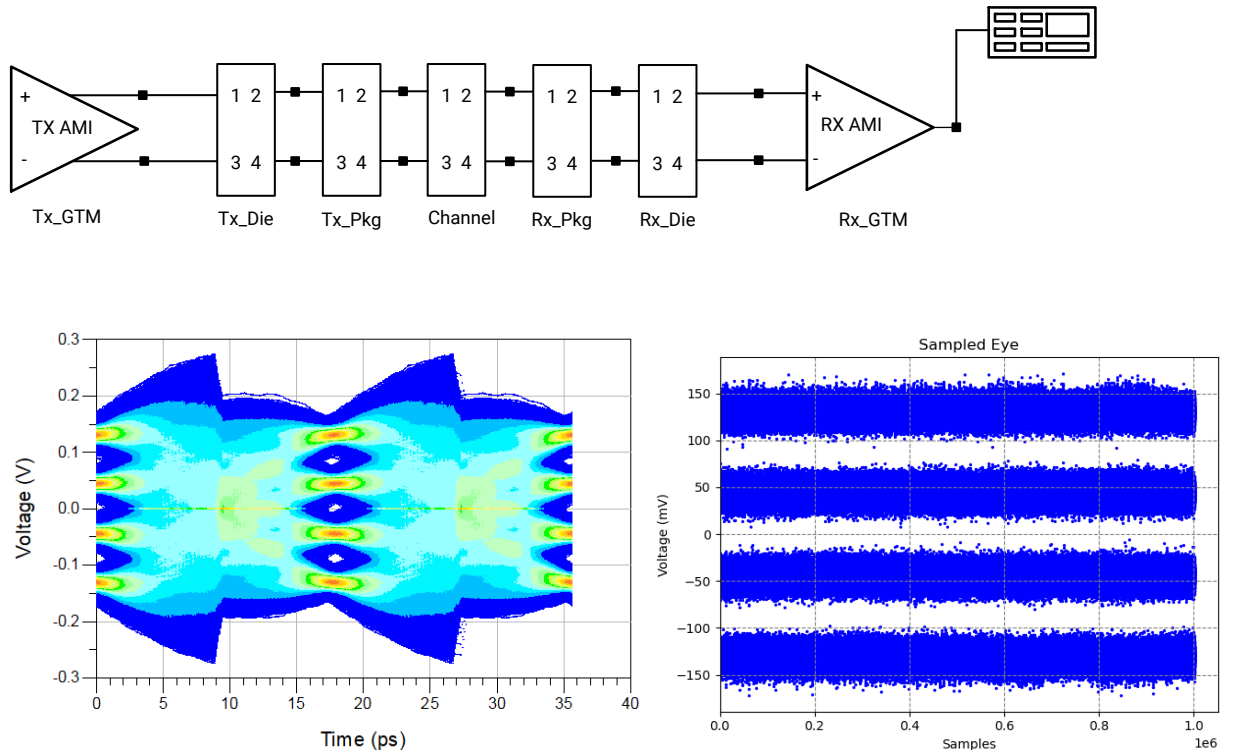 + 1 2 1 2 1 2 1 2 1 2 +
TX AMI RX AMI
- 3 4 3 4 3 4 3 4 3 4 -
Tx_GTM Tx_Die Tx_Pkg Channel Rx_Pkg Rx_Die Rx_GTM
0.3
0.2
0.1
0.0
-0.1
-0.2
-0.3
Voltage (V)
0 5 10 15 20 25 30 35 40
Time (ps)
Sampled Eye
150
100
50
0
−50
−100
−150
Voltage (mV)
0.0 0.2 0.4 0.6 0.8 1.0
1e6
Samples